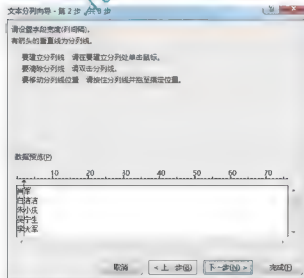 文本分列向导 - 第 2 步，共 3 步
请设置字段宽度(列间隔)。
有箭头的垂直线为分列线。
要建立分列线 请在要建立分列处单击鼠标。
要清除分列线 请双击分列线。
要移动分列线位置 请按住分列线并拖至指定位置。
数据预览(P)
10 20 30 40 50 60 70
取消 < 上一步(B) 下一步(N) > 完成(F)